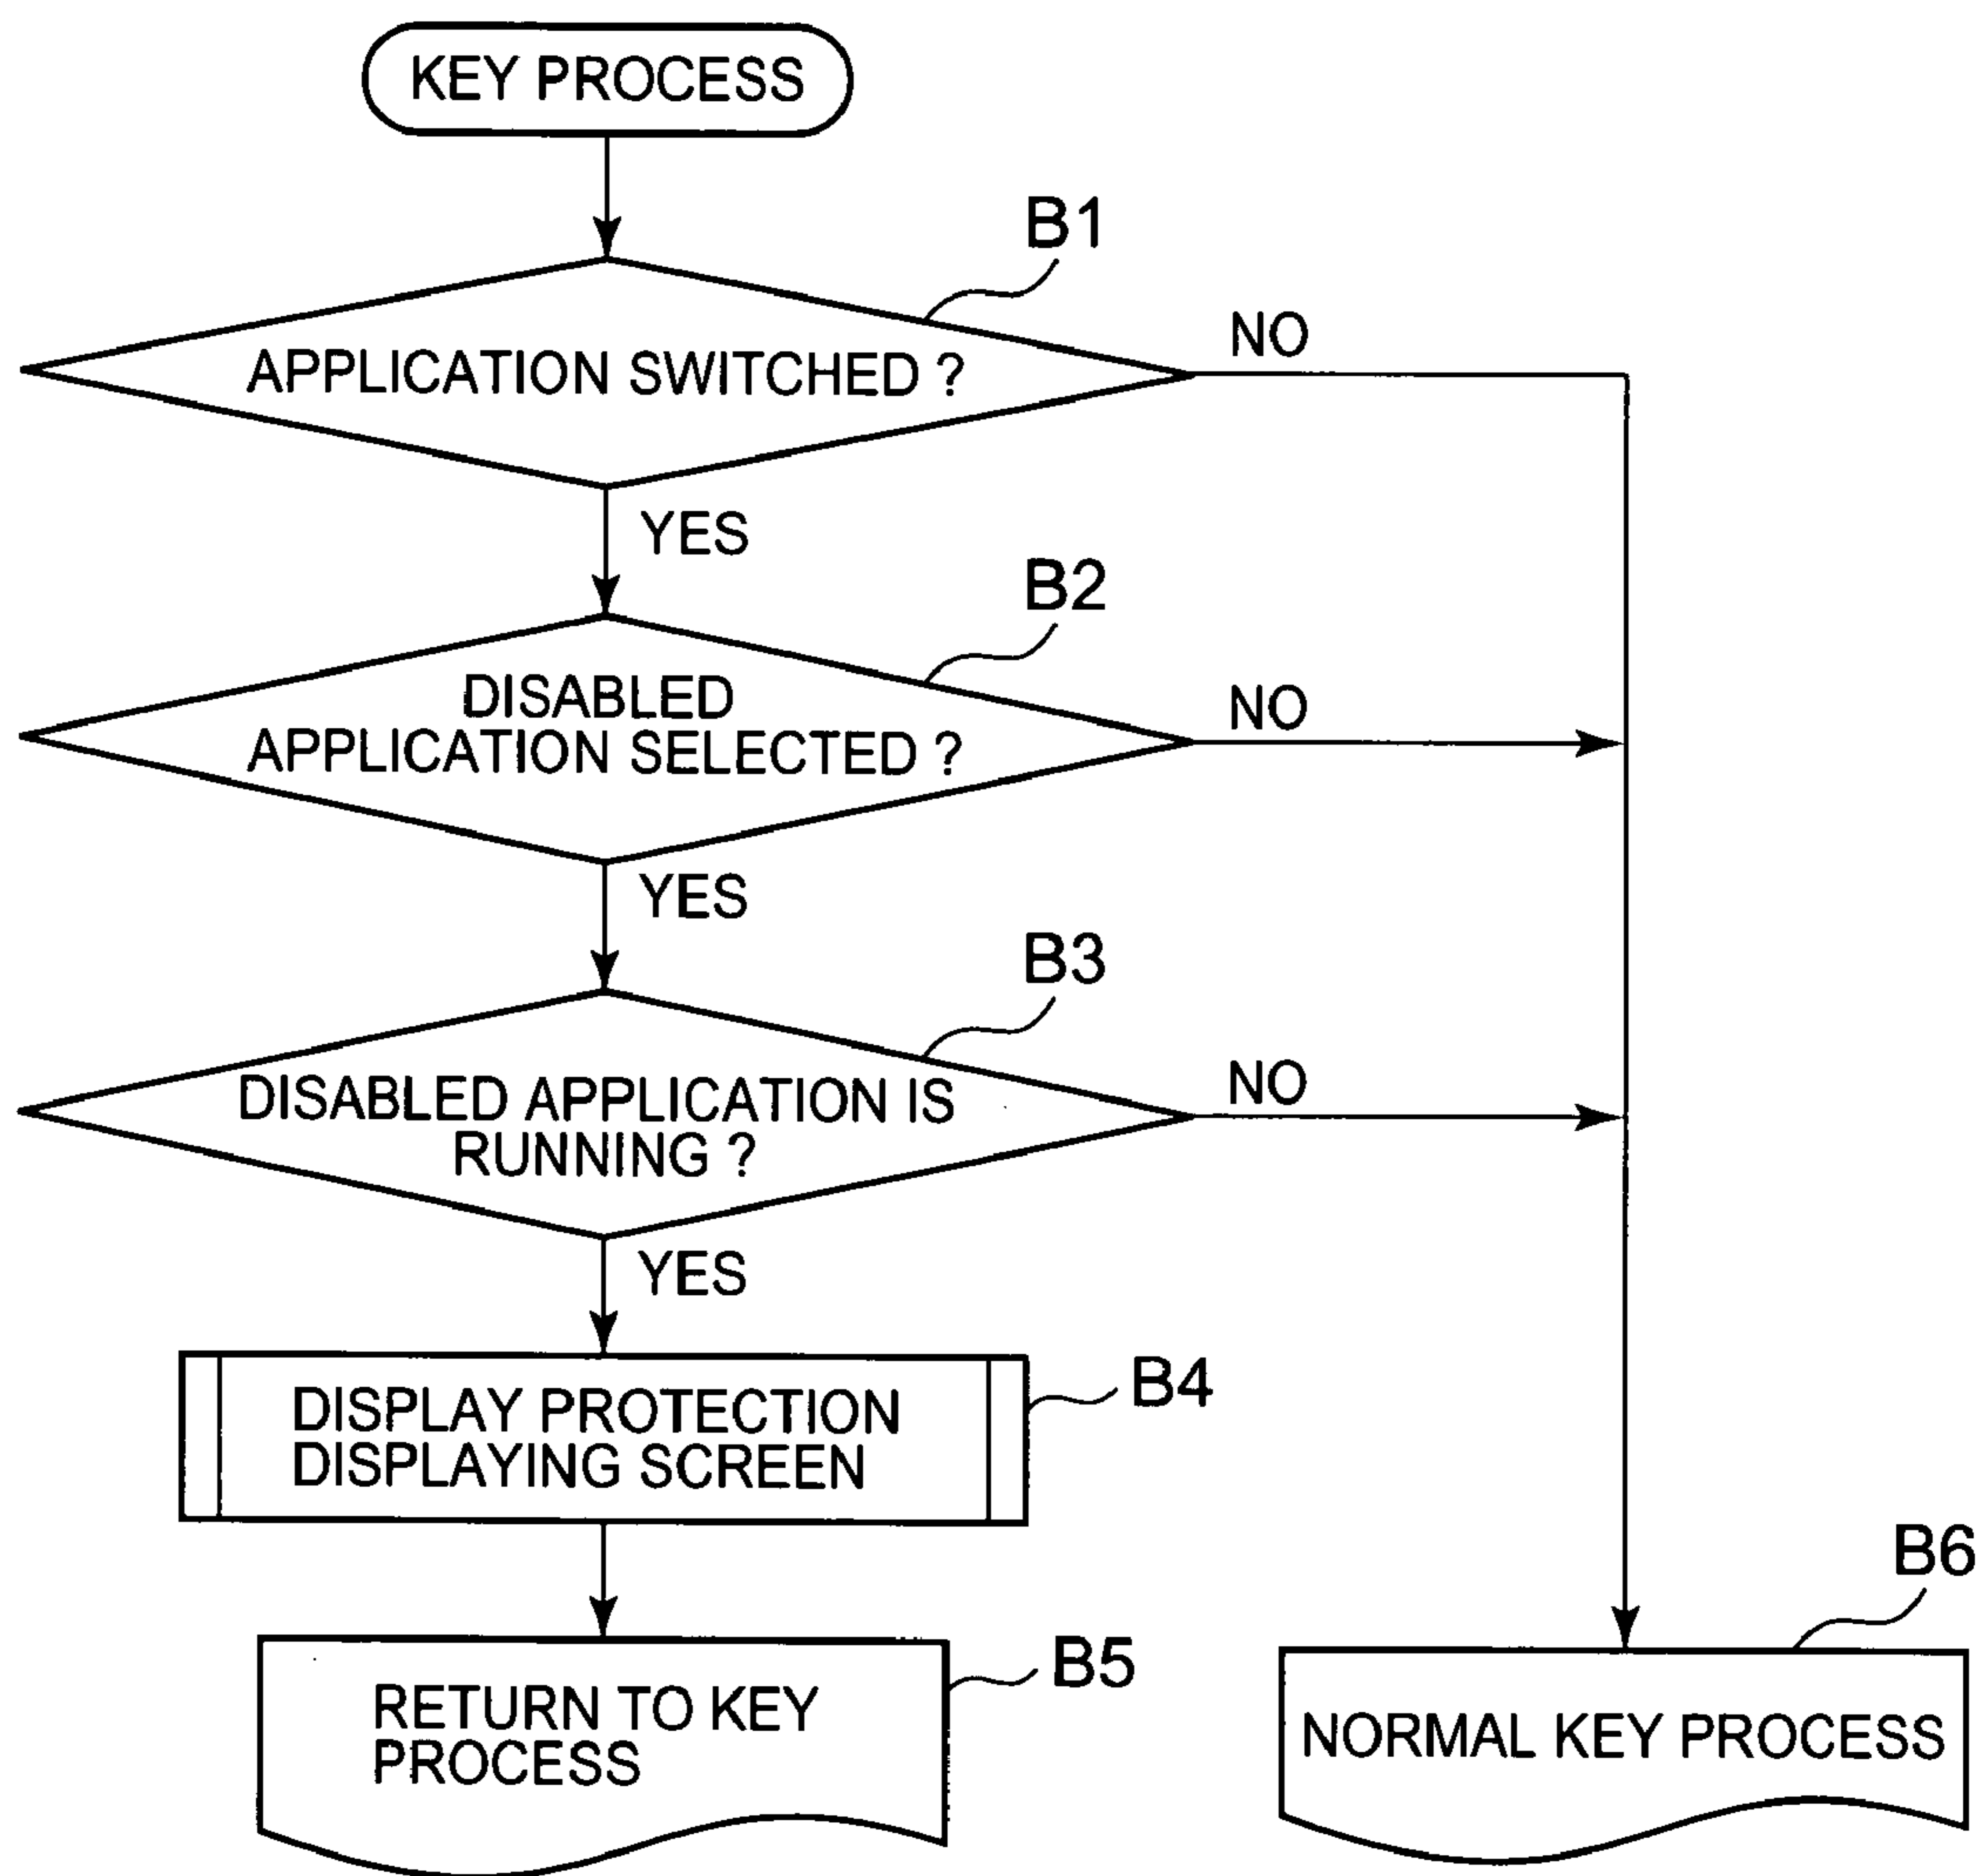 KEY PROCESS
B1
APPLICATION SWITCHED ?
NO
YES
B2
DISABLED
APPLICATION SELECTED ?
NO
YES
B3
DISABLED APPLICATION IS
RUNNING ?
NO
YES
DISPLAY PROTECTION
DISPLAYING SCREEN
B4
RETURN TO KEY
PROCESS
B5
B6
NORMAL KEY PROCESS